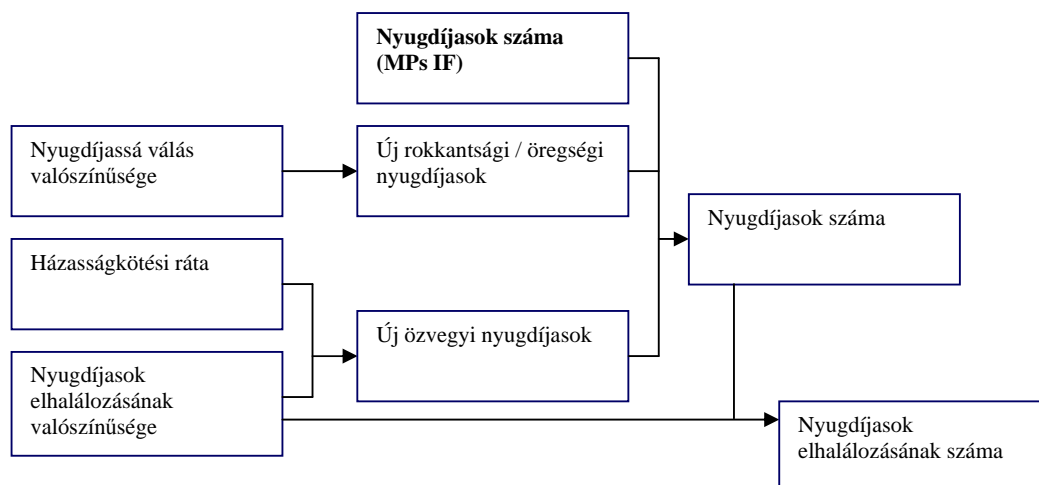 Nyugdíjasok száma
(MPs IF)
Nyugdíjassá válás
valószínűsége
Új rokkantsági / öregségi
nyugdíjasok
Nyugdíjasok száma
Házasságkötési ráta
Új özvegyi nyugdíjasok
Nyugdíjasok
elhalálozásának
valószínűsége
Nyugdíjasok
elhalálozásának száma